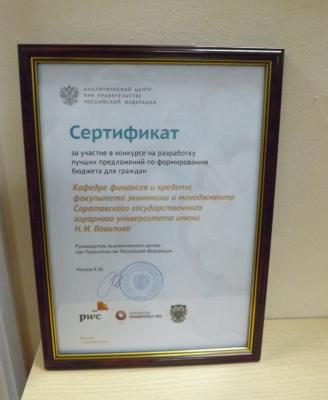 АНАЛИТИЧЕСКИЙ ЦЕНТР
ПРИ ПРАВИТЕЛЬСТВЕ
РОССИЙСКОЙ ФЕДЕРАЦИИ
Сертификат
за участие в конкурсе на разработку
лучших предложений по формированию
бюджета для граждан
Кафедре финансов и кредита
факультета экономики и менеджмента
Саратовского государственного
аграрного университета имени
Н. И. Вавилова
Руководитель Аналитического центра
при Правительстве Российской Федерации
Носков К. Ю.
pwc
ОТКРЫТОЕ
ПРАВИТЕЛЬСТВО
Москва